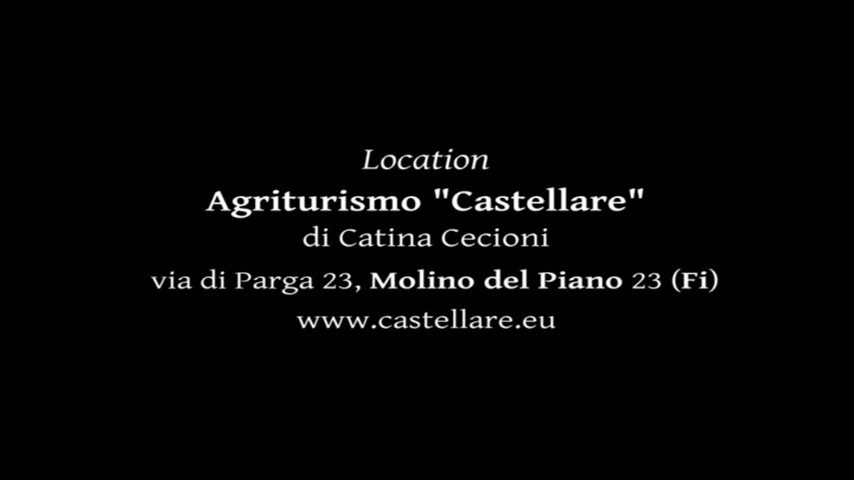 Location
Agriturismo "Castellare"
di Catina Cecioni
via di Parga 23, Molino del Piano 23 (Fi)
www.castellare.eu